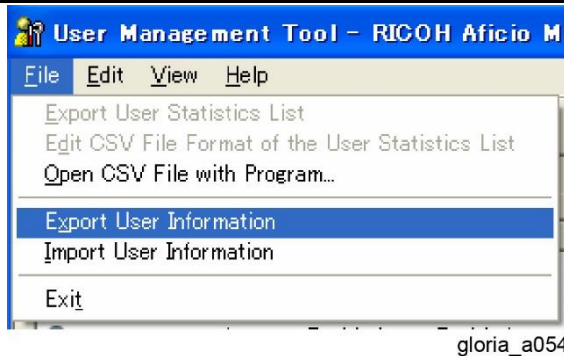 User Management Tool - RICOH Aficio M
File Edit View Help
Export User Statistics List
Edit CSV File Format of the User Statistics List
Open CSV File with Program...
Export User Information
Import User Information
Exit
gloria_a054